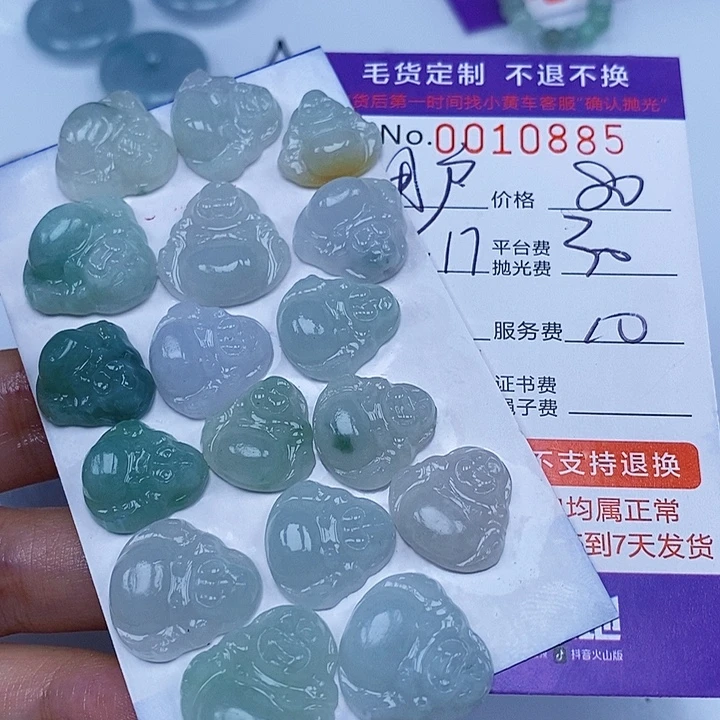 毛货定制 不退不换
货后第一时间找小黄车客服"确认抛光"
No.0010885
价格 80
17 平台费
抛光费 30
服务费 10
证书费
子费
不支持退换
均属正常
到7天发货
抖音火山版